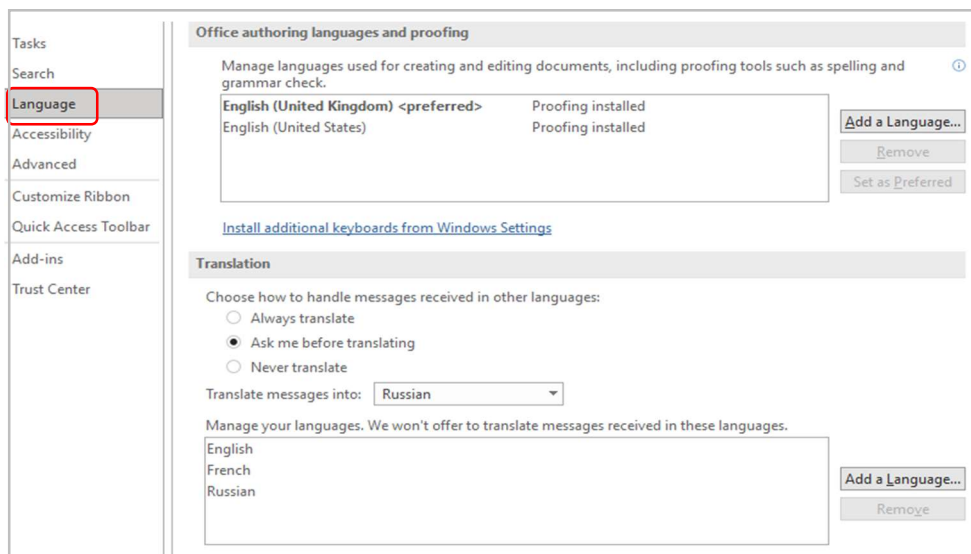 Tasks
Search
Language
Accessibility
Advanced
Customize Ribbon
Quick Access Toolbar
Add-ins
Trust Center
Office authoring languages and proofing
Manage languages used for creating and editing documents, including proofing tools such as spelling and
grammar check.
English (United Kingdom) <preferred> Proofing installed
English (United States) Proofing installed
Add a Language...
Remove
Set as Preferred
Install additional keyboards from Windows Settings
Translation
Choose how to handle messages received in other languages:
Always translate
Ask me before translating
Never translate
Translate messages into: Russian
Manage your languages. We won't offer to translate messages received in these languages.
English
French
Russian
Add a Language...
Remove